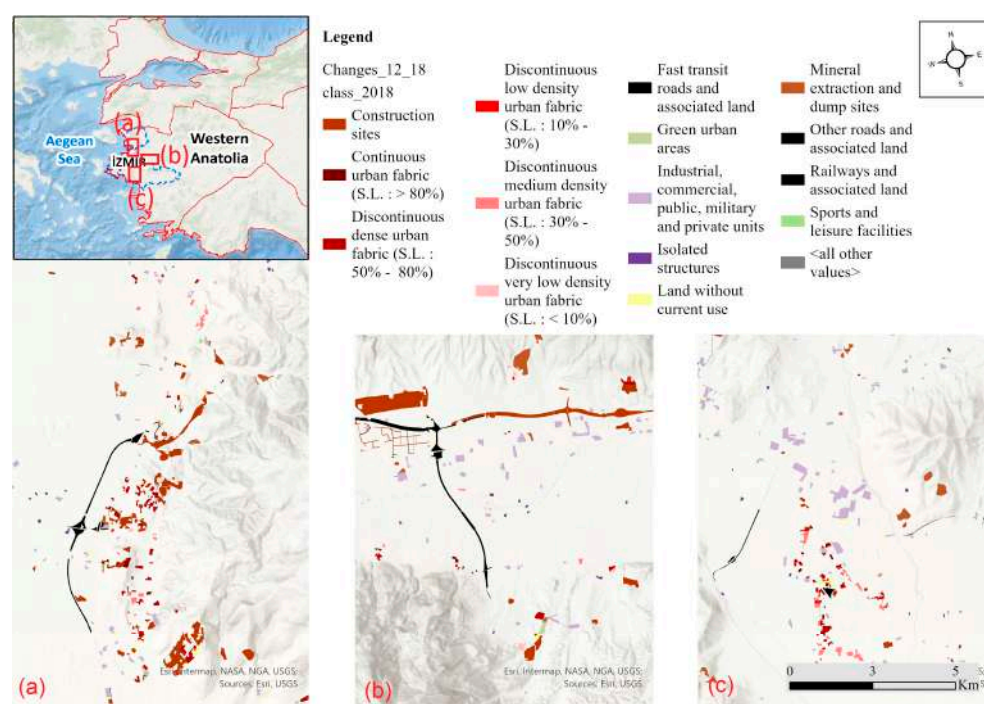 Aegean
Sea
Western
Anatolia
İZMİR
(a)
(b)
(c)
Legend
Changes_12_18
class_2018
Construction
sites
Continuous
urban fabric
(S.L. : > 80%)
Discontinuous
dense urban
fabric (S.L. :
50% - 80%)
Discontinuous
low density
urban fabric
(S.L. : 10% -
30%)
Discontinuous
medium density
urban fabric
(S.L. : 30% -
50%)
Discontinuous
very low density
urban fabric
(S.L. : < 10%)
Fast transit
roads and
associated land
Green urban
areas
Industrial,
commercial,
public, military
and private units
Isolated
structures
Land without
current use
Mineral
extraction and
dump sites
Other roads and
associated land
Railways and
associated land
Sports and
leisure facilities
<all other
values>
N
E
S
W
Esri, Intermap, NASA, NGA, USGS;
Sources: Esri, USGS
(a)
Esri, Intermap, NASA, NGA, USGS;
Sources: Esri, USGS
(b)
0 3 5
Km
(c)